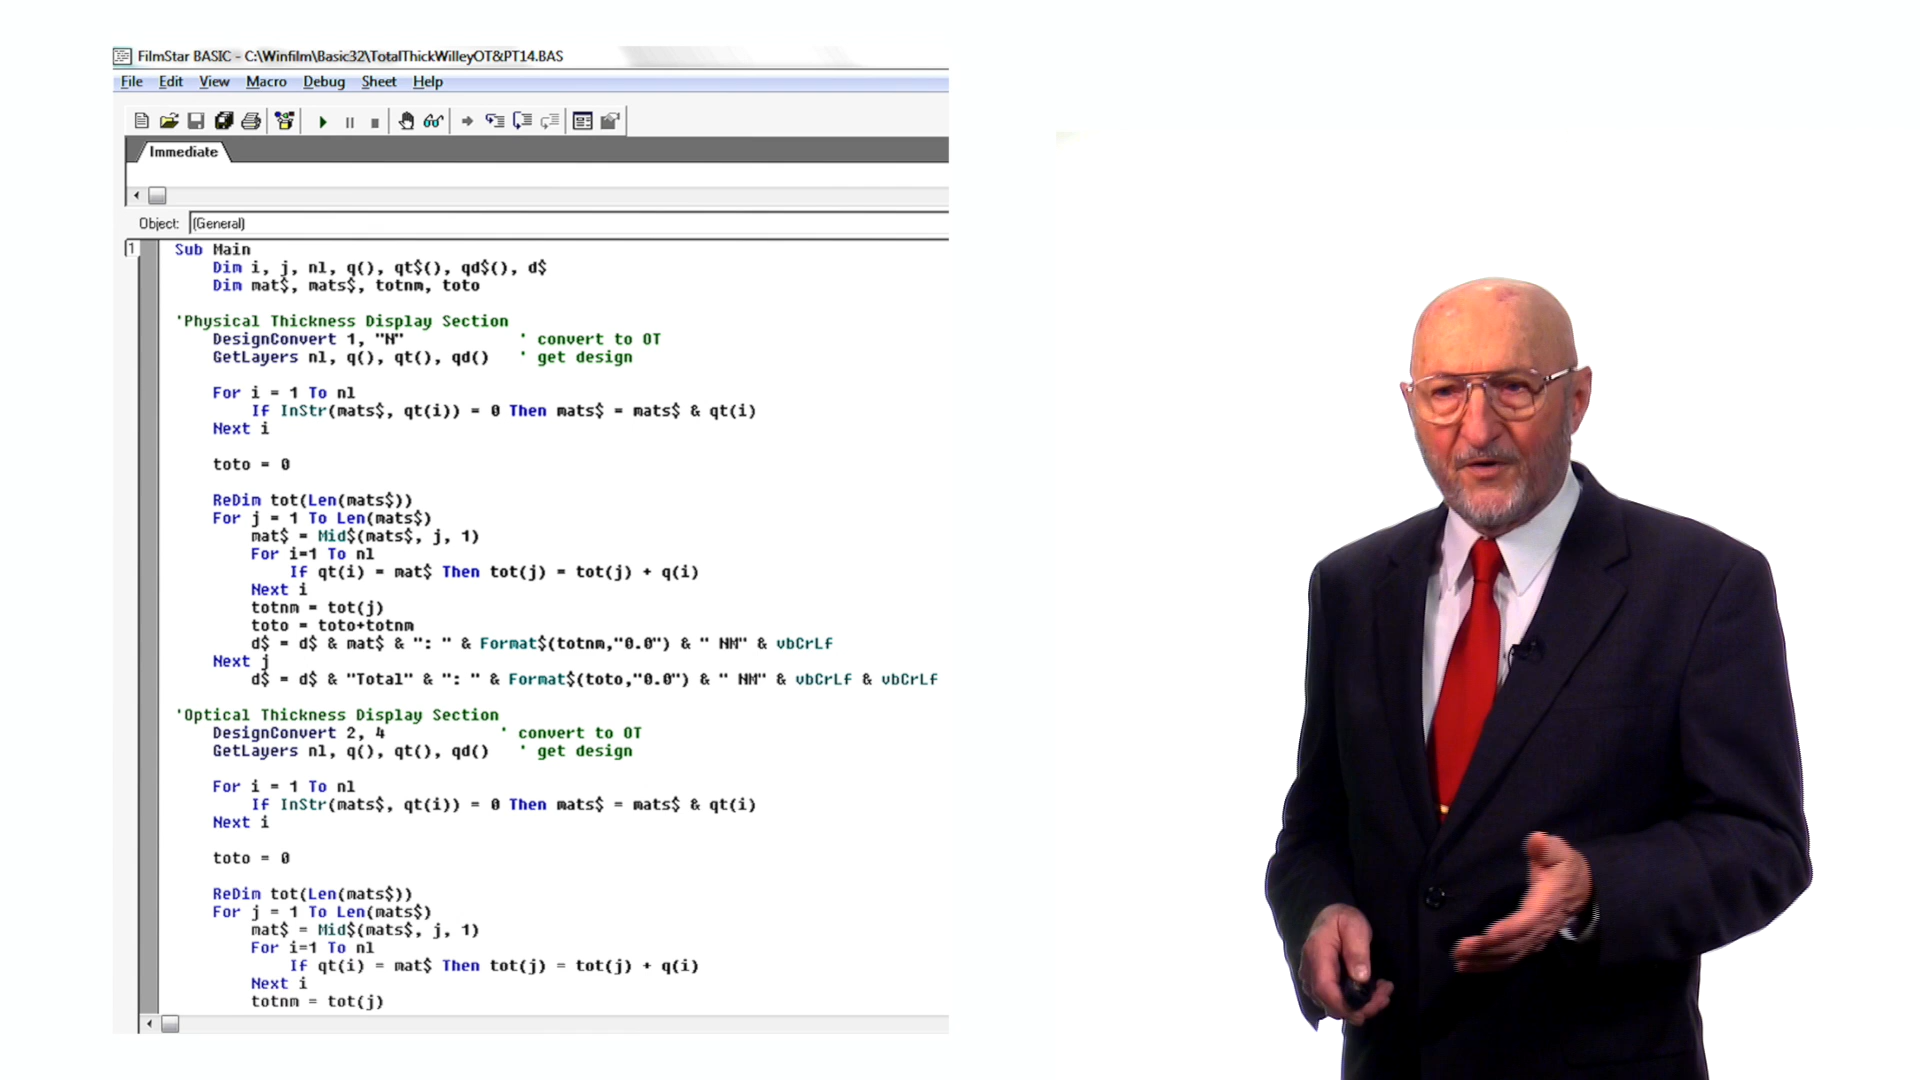 FilmStar BASIC - C:\Winfilm\Basic32\TotalThickWilleyOT&PT14.BAS
File Edit View Macro Debug Sheet Help
Immediate
Object: (General)
1
Sub Main
Dim i, j, nl, q(), qt$(), qd$(), d$
Dim mat$, mats$, totnm, toto
'Physical Thickness Display Section
DesignConvert 1, "N" ' convert to OT
GetLayers nl, q(), qt(), qd() ' get design
For i = 1 To nl
If InStr(mats$, qt(i)) = 0 Then mats$ = mats$ & qt(i)
Next i
toto = 0
ReDim tot(Len(mats$))
For j = 1 To Len(mats$)
mat$ = Mid$(mats$, j, 1)
For i=1 To nl
If qt(i) = mat$ Then tot(j) = tot(j) + q(i)
Next i
totnm = tot(j)
toto = toto+totnm
d$ = d$ & mat$ & ": " & Format$(totnm,"0.0") & " NM" & vbCrLf
Next j
d$ = d$ & "Total" & ": " & Format$(toto,"0.0") & " NM" & vbCrLf & vbCrLf
'Optical Thickness Display Section
DesignConvert 2, 4 ' convert to OT
GetLayers nl, q(), qt(), qd() ' get design
For i = 1 To nl
If InStr(mats$, qt(i)) = 0 Then mats$ = mats$ & qt(i)
Next i
toto = 0
ReDim tot(Len(mats$))
For j = 1 To Len(mats$)
mat$ = Mid$(mats$, j, 1)
For i=1 To nl
If qt(i) = mat$ Then tot(j) = tot(j) + q(i)
Next i
totnm = tot(j)